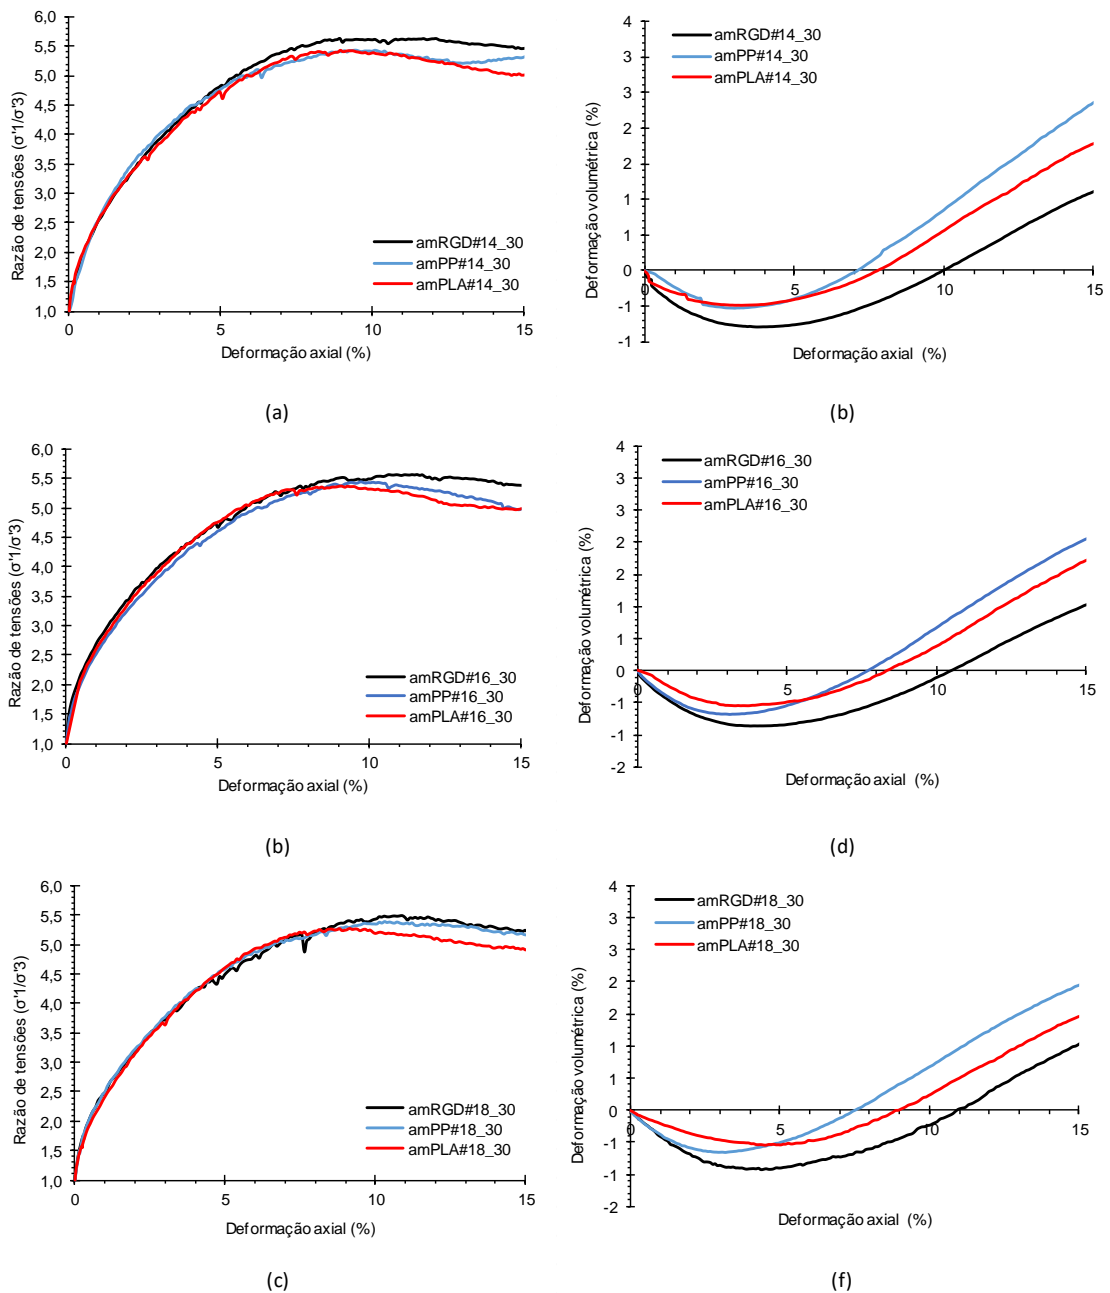 6,0
5,5
5,0
4,5
4,0
3,5
3,0
2,5
2,0
1,5
1,0
Razão de tensões (σ'1/σ'3)
amRGD#14_30
amPP#14_30
amPLA#14_30
0
5
10
15
Deformação axial (%)
(a)
4
3
3
2
2
1
1
0
-1
-1
Deformação volumétrica (%)
amRGD#14_30
amPP#14_30
amPLA#14_30
0
5
10
15
Deformação axial (%)
(b)
6,0
5,5
5,0
4,5
4,0
3,5
3,0
2,5
2,0
1,5
1,0
Razão de tensões (σ'1/σ'3)
amRGD#16_30
amPP#16_30
amPLA#16_30
0
5
10
15
Deformação axial (%)
(b)
4
3
3
2
2
1
1
0
-1
-1
-2
Deformação volumétrica (%)
amRGD#16_30
amPP#16_30
amPLA#16_30
0
5
10
15
Deformação axial (%)
(d)
6,0
5,5
5,0
4,5
4,0
3,5
3,0
2,5
2,0
1,5
1,0
Razão de tensões (σ'1/σ'3)
amRGD#18_30
amPP#18_30
amPLA#18_30
0
5
10
15
Deformação axial (%)
(c)
4
3
3
2
2
1
1
0
-1
-1
-2
Deformação volumétrica (%)
amRGD#18_30
amPP#18_30
amPLA#18_30
0
5
10
15
Deformação axial (%)
(f)